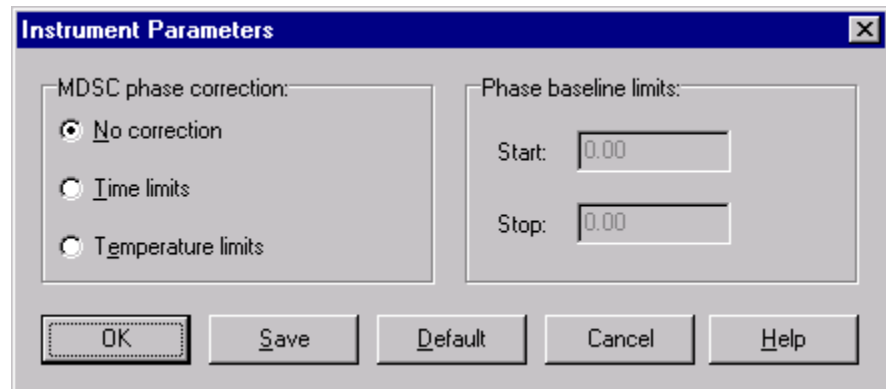 Instrument Parameters
MDSC phase correction:
No correction
Time limits
Temperature limits
Phase baseline limits:
Start: 0.00
Stop: 0.00
OK Save Default Cancel Help